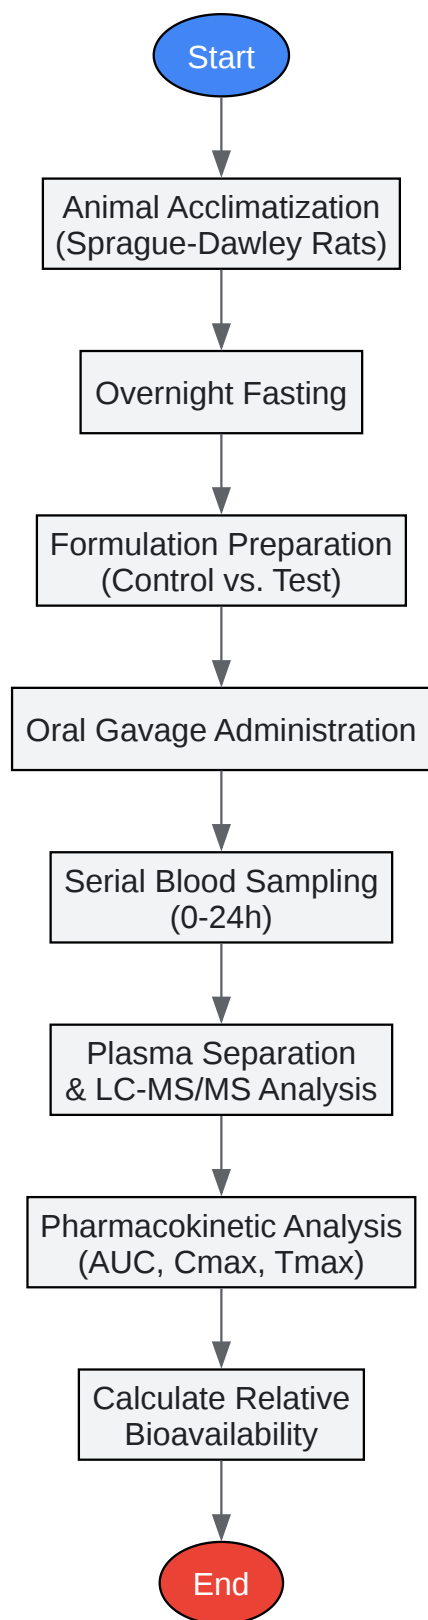 Start
Animal Acclimatization
(Sprague-Dawley Rats)
Overnight Fasting
Formulation Preparation
(Control vs. Test)
Oral Gavage Administration
Serial Blood Sampling
(0-24h)
Plasma Separation
& LC-MS/MS Analysis
Pharmacokinetic Analysis
(AUC, Cmax, Tmax)
Calculate Relative
Bioavailability
End